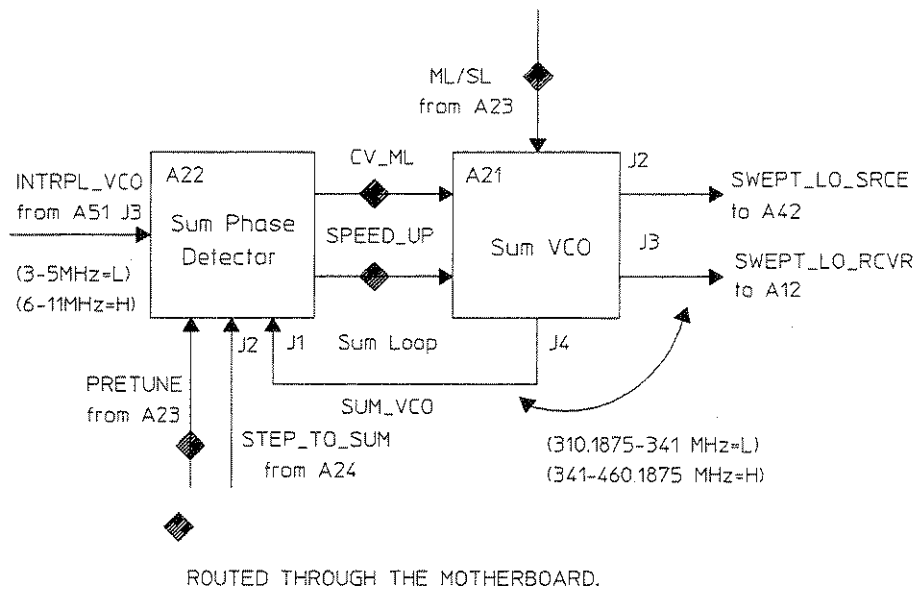 ML/SL
from A23
CV_ML
A22
A21
J2
INTRPL_VCO
from A51 J3
Sum Phase
Detector
SPEED_UP
Sum VCO
SWEPT_LO_SRCE
to A42
J3
SWEPT_LO_RCVR
to A12
(3-5MHz=L)
(6-11MHz=H)
J2
J1
Sum Loop
J4
PRETUNE
from A23
SUM_VCO
STEP_TO_SUM
from A24
(310.1875-341 MHz=L)
(341-460.1875 MHz=H)
ROUTED THROUGH THE MOTHERBOARD.